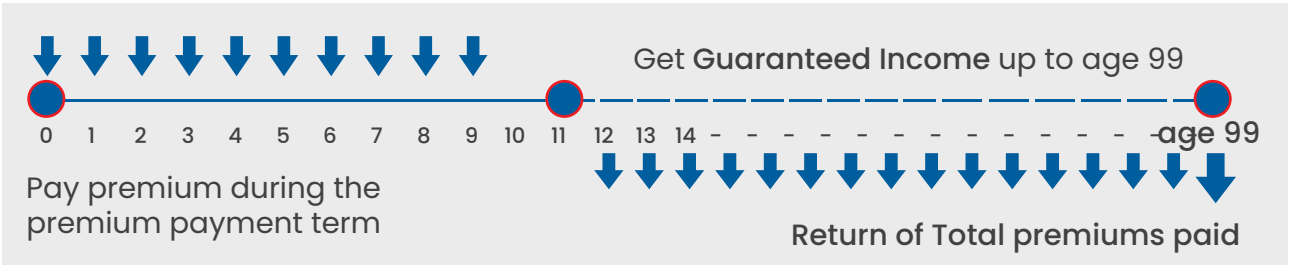 Get Guaranteed Income up to age 99
0 1 2 3 4 5 6 7 8 9 10 11 12 13 14 - - - - - - - - - - - - - - age 99
Pay premium during the
premium payment term
Return of Total premiums paid